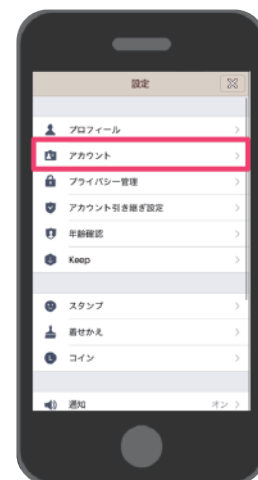 設定
プロフィール
アカウント
プライバシー管理
アカウント引き継ぎ設定
年齢確認
Keep
スタンプ
着せかえ
コイン
通知 オン